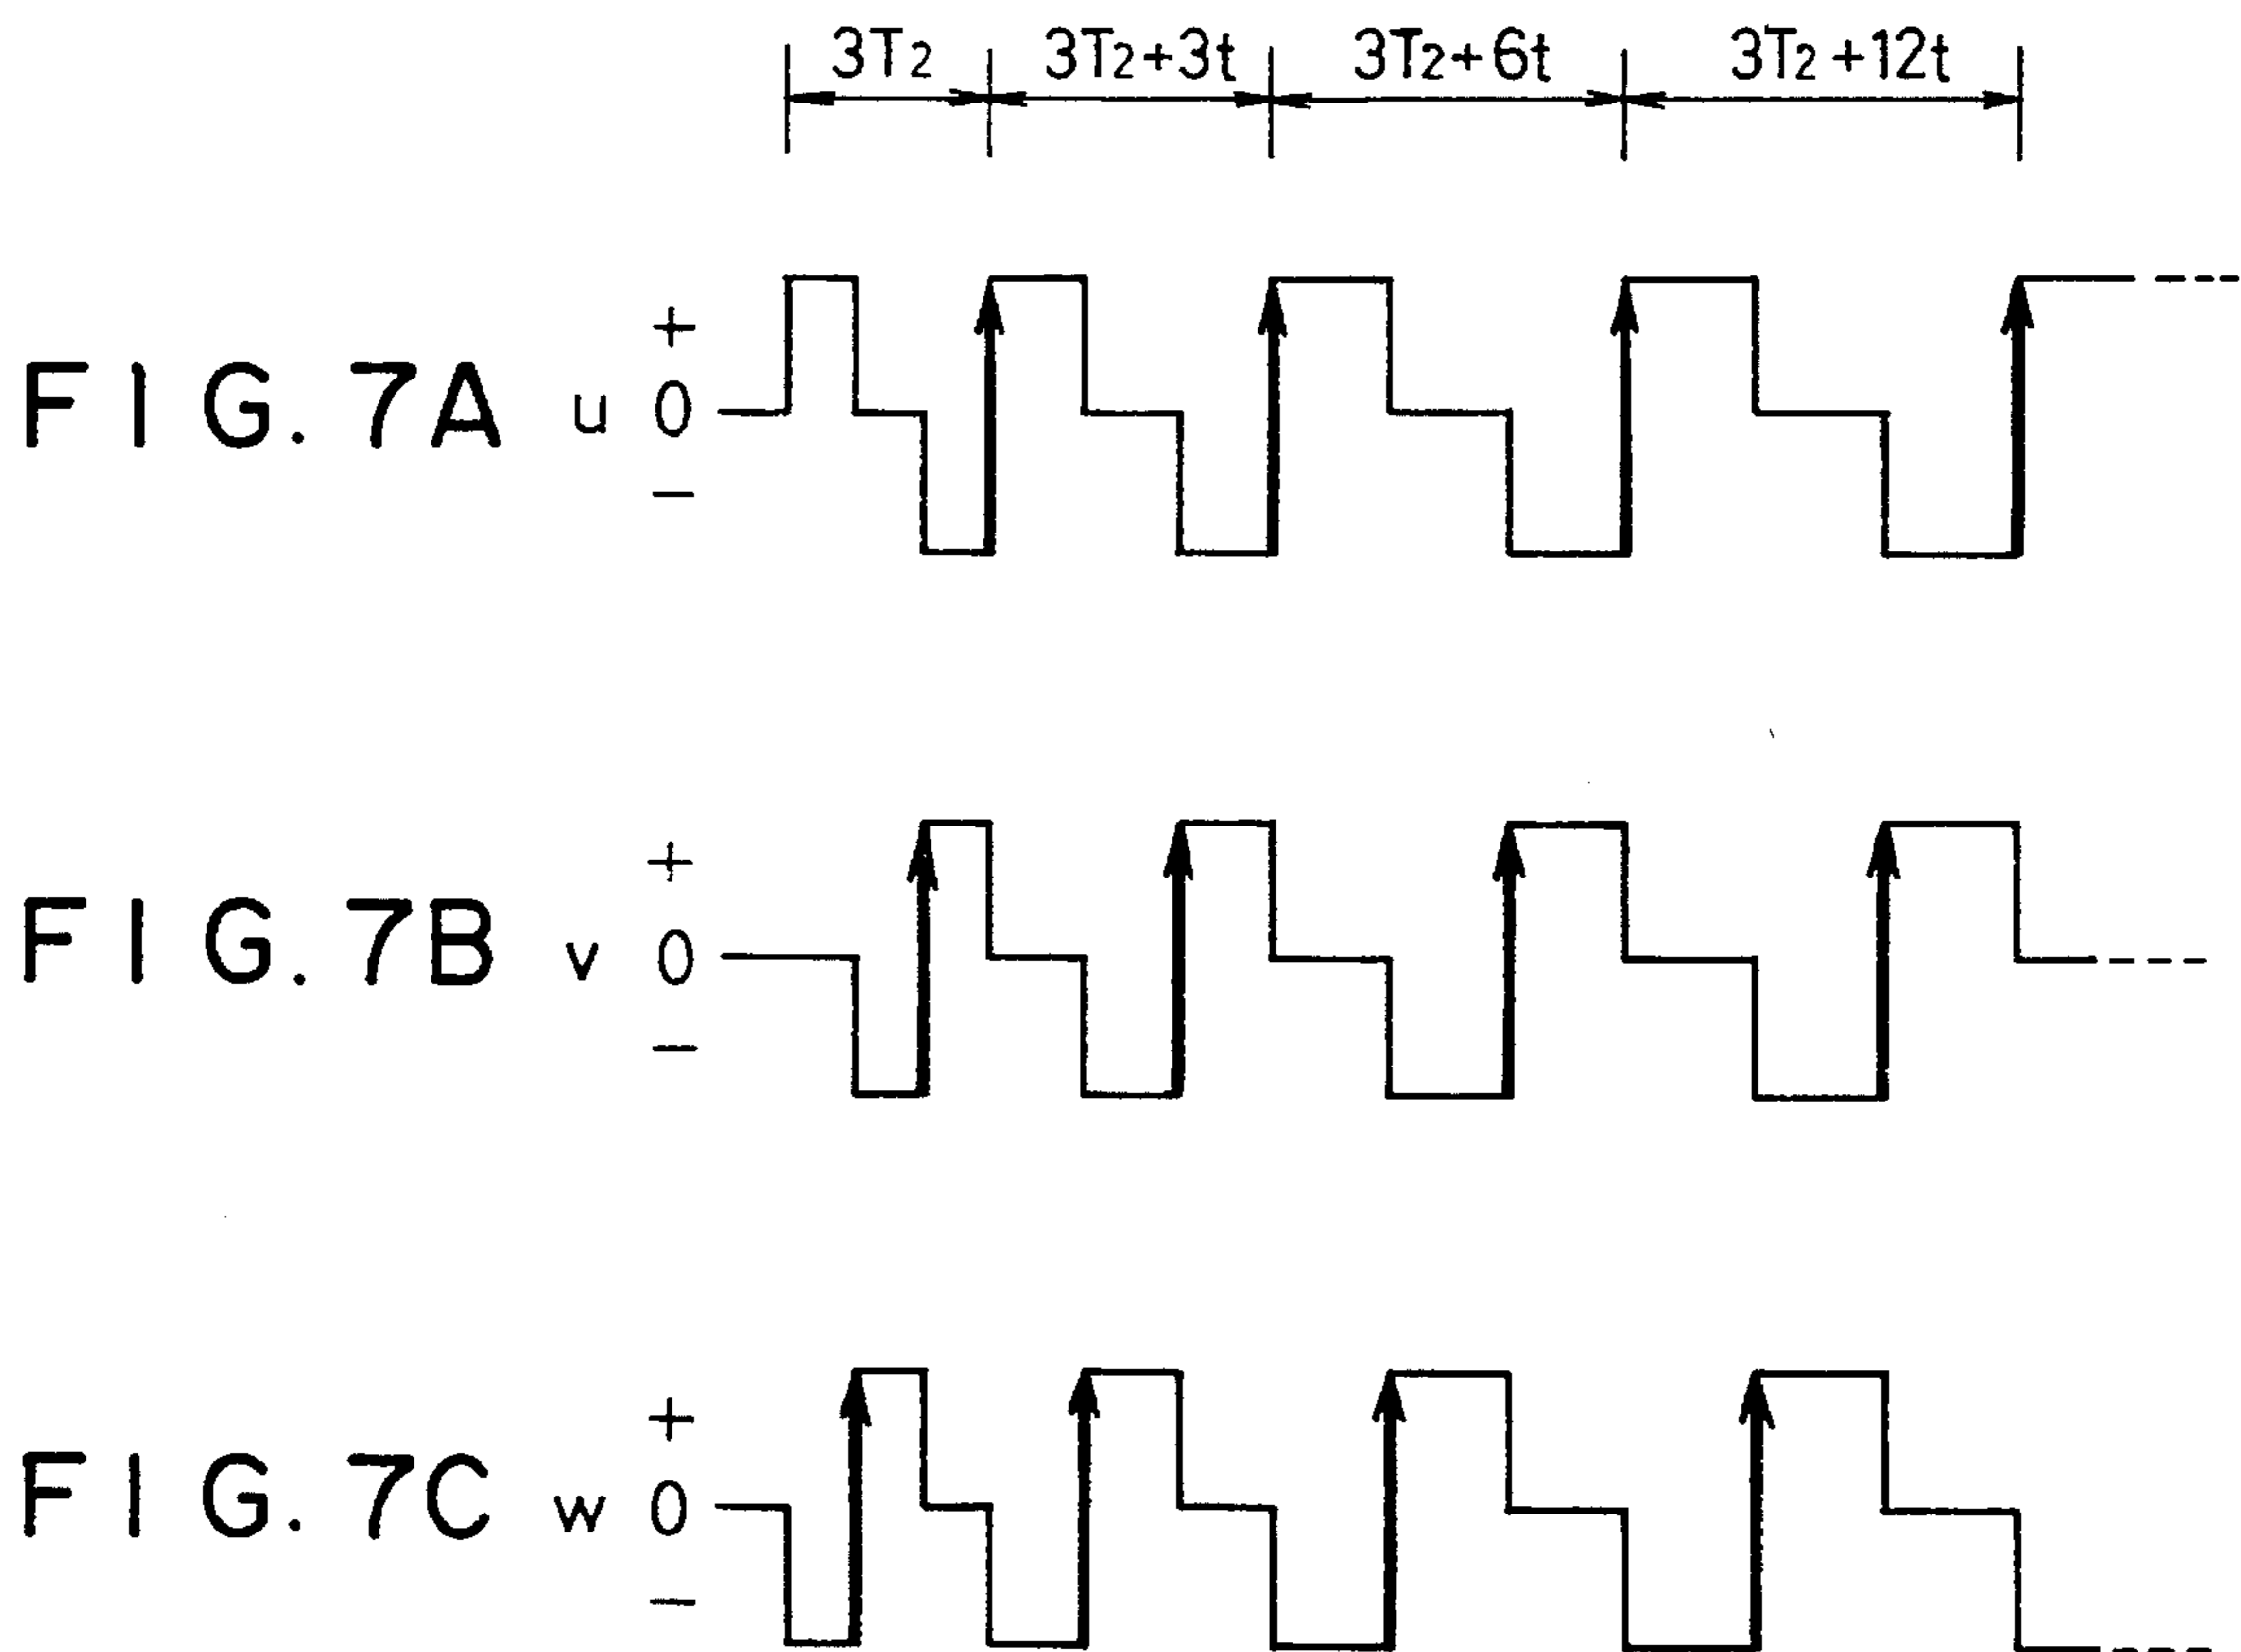 3T2 3T2+3t 3T2+6t 3T2+12t
+
FIG. 7A u 0
−
+
FIG. 7B v 0
−
+
FIG. 7C w 0
−